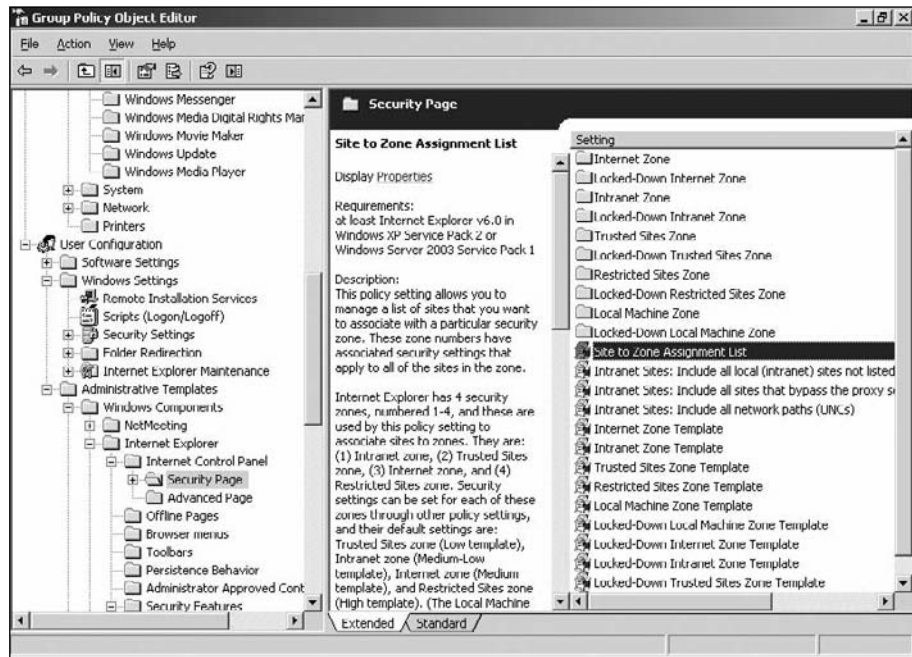 Group Policy Object Editor
File Action View Help
Windows Messenger
Windows Media Digital Rights Mar
Windows Movie Maker
Windows Update
Windows Media Player
System
Network
Printers
User Configuration
Software Settings
Windows Settings
Remote Installation Services
Scripts (Logon/Logoff)
Security Settings
Folder Redirection
Internet Explorer Maintenance
Administrative Templates
Windows Components
NetMeeting
Internet Explorer
Internet Control Panel
Security Page
Advanced Page
Offline Pages
Browser menus
Toolbars
Persistence Behavior
Administrator Approved Cont
Security Features
Security Page
Site to Zone Assignment List
Display Properties
Requirements:
at least Internet Explorer v6.0 in
Windows XP Service Pack 2 or
Windows Server 2003 Service Pack 1
Description:
This policy setting allows you to
manage a list of sites that you want
to associate with a particular security
zone. These zone numbers have
associated security settings that
apply to all of the sites in the zone.
Internet Explorer has 4 security
zones, numbered 1-4, and these are
used by this policy setting to
associate sites to zones. They are:
(1) Intranet zone, (2) Trusted Sites
zone, (3) Internet zone, and (4)
Restricted Sites zone. Security
settings can be set for each of these
zones through other policy settings,
and their default settings are:
Trusted Sites zone (Low template),
Intranet zone (Medium-Low
template), Internet zone (Medium
template), and Restricted Sites zone
(High template). (The Local Machine
Setting
Internet Zone
Locked-Down Internet Zone
Intranet Zone
Locked-Down Intranet Zone
Trusted Sites Zone
Locked-Down Trusted Sites Zone
Restricted Sites Zone
Locked-Down Restricted Sites Zone
Local Machine Zone
Locked-Down Local Machine Zone
Site to Zone Assignment List
Intranet Sites: Include all local (intranet) sites not listed
Intranet Sites: Include all sites that bypass the proxy se
Intranet Sites: Include all network paths (UNCs)
Internet Zone Template
Intranet Zone Template
Trusted Sites Zone Template
Restricted Sites Zone Template
Local Machine Zone Template
Locked-Down Local Machine Zone Template
Locked-Down Internet Zone Template
Locked-Down Intranet Zone Template
Locked-Down Trusted Sites Zone Template
Extended Standard